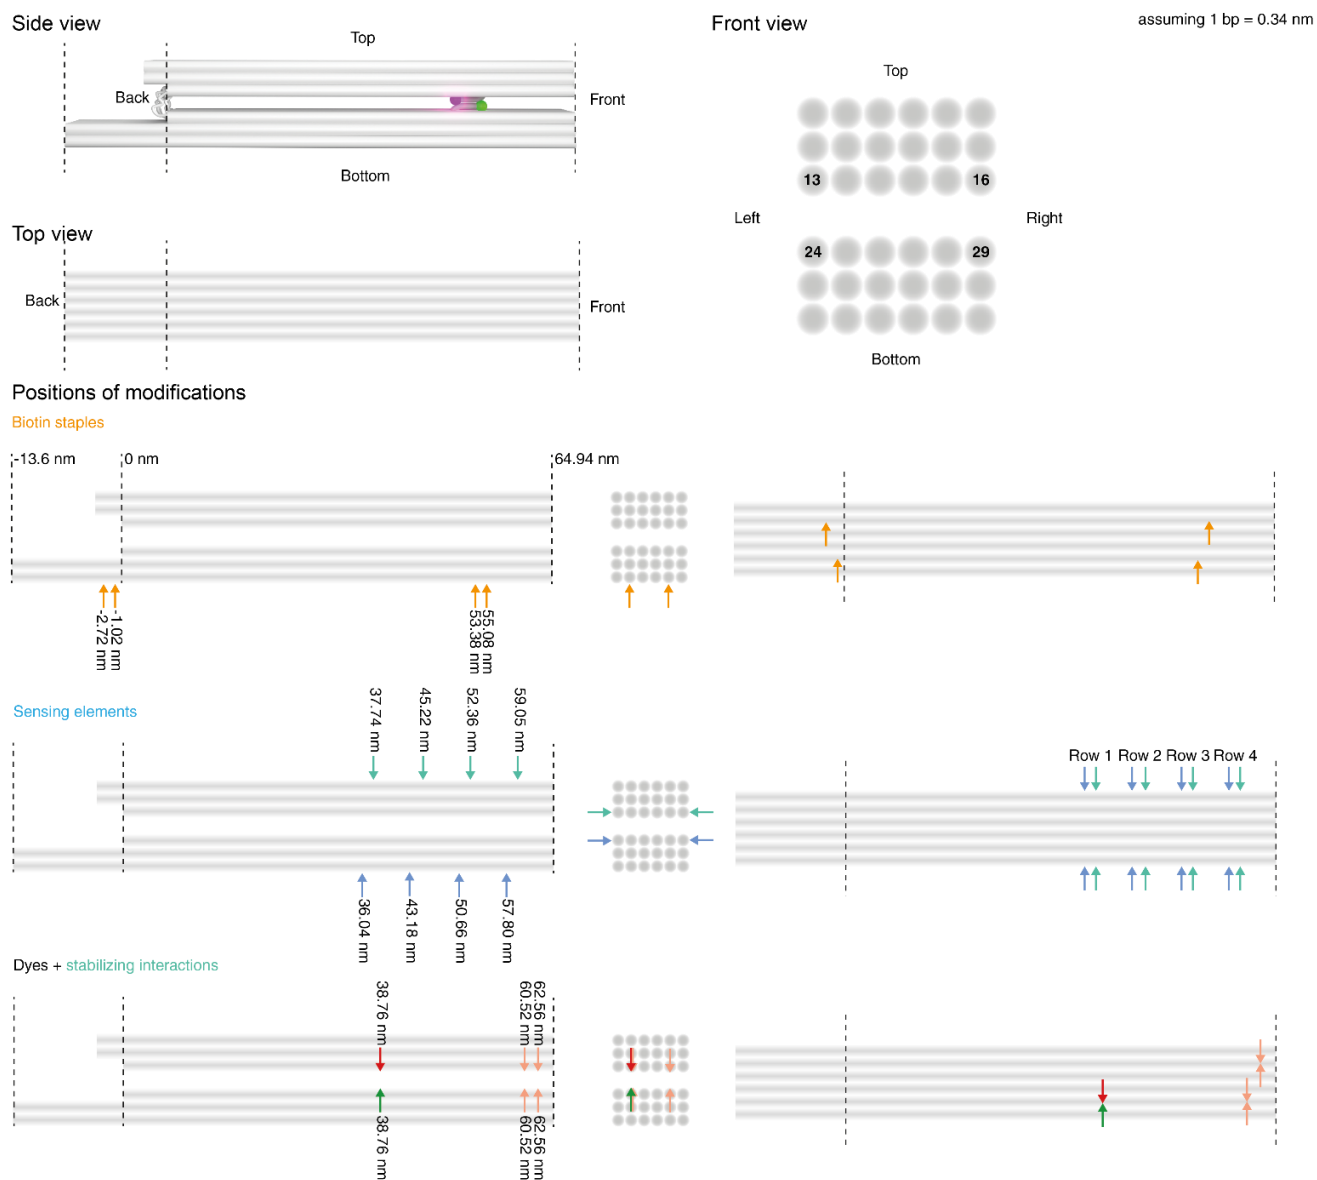 Side view
Front view
assuming 1 bp = 0.34 nm
Top
Back
Front
Bottom
Top
13
16
Left
Right
24
29
Bottom
Top view
Back
Front
Positions of modifications
Biotin staples
-13.6 nm
0 nm
64.94 nm
-2.72 nm
-1.02 nm
53.38 nm
55.08 nm
Sensing elements
37.74 nm
45.22 nm
52.36 nm
59.05 nm
36.04 nm
43.18 nm
50.66 nm
57.80 nm
Row 1
Row 2
Row 3
Row 4
Dyes + stabilizing interactions
38.76 nm
60.52 nm
62.56 nm
38.76 nm
60.52 nm
62.56 nm